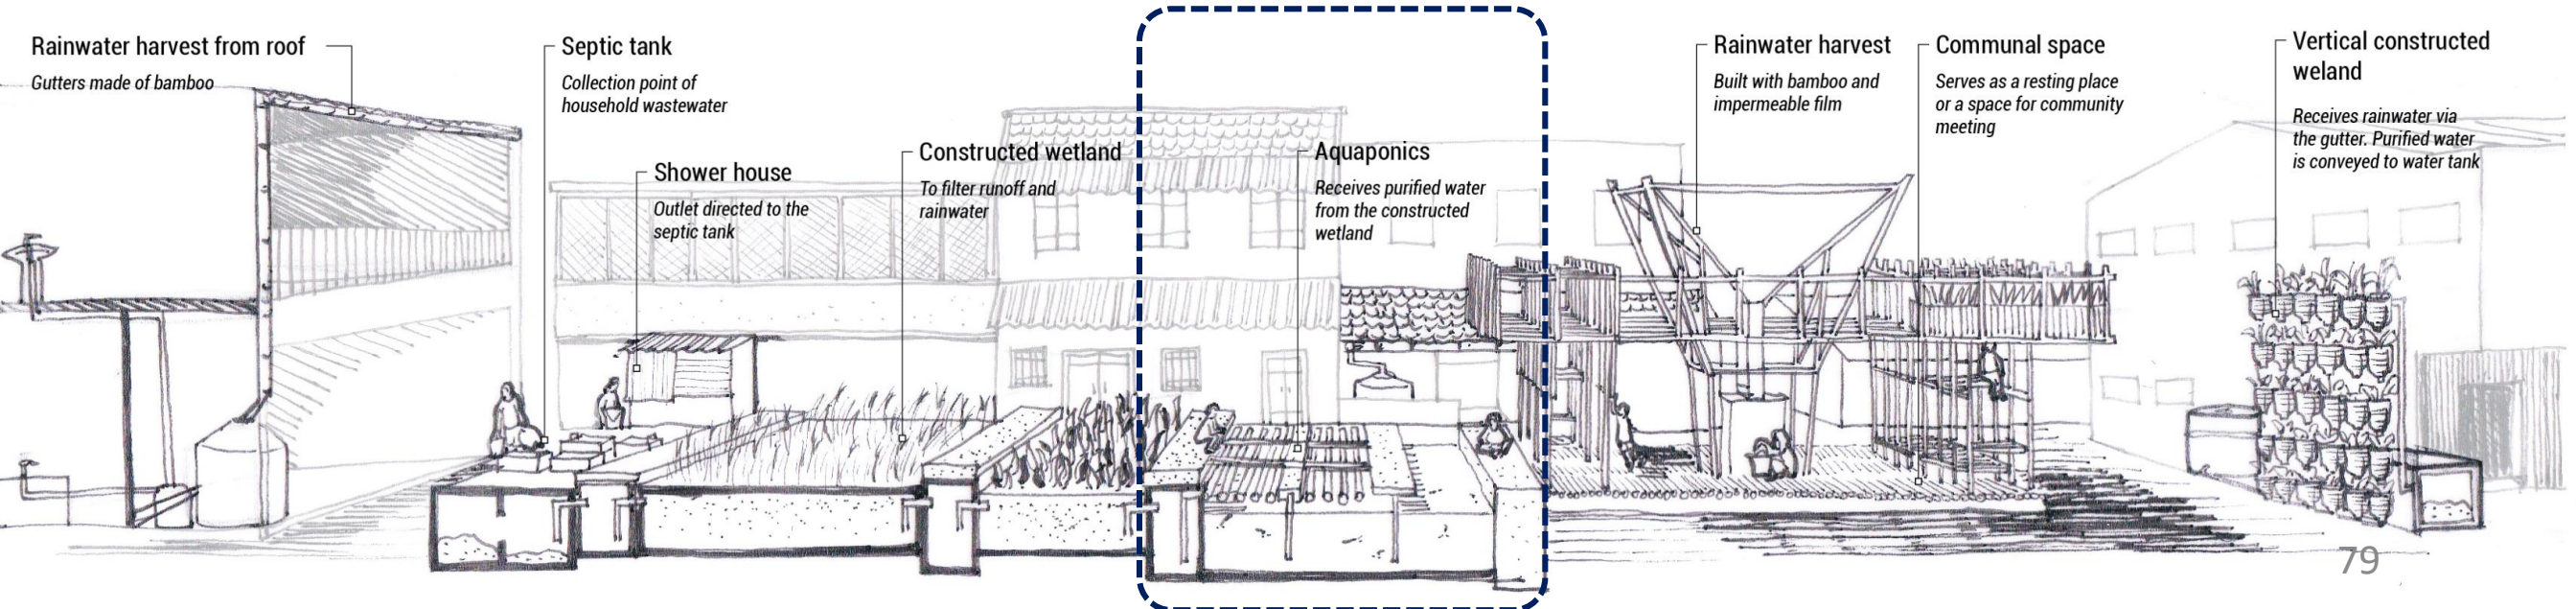 Rainwater harvest from roof
Gutters made of bamboo
Septic tank
Collection point of
household wastewater
Shower house
Outlet directed to the
septic tank
Constructed wetland
To filter runoff and
rainwater
Aquaponics
Receives purified water
from the constructed
wetland
Rainwater harvest
Built with bamboo and
impermeable film
Communal space
Serves as a resting place
or a space for community
meeting
Vertical constructed
weland
Receives rainwater via
the gutter. Purified water
is conveyed to water tank
79